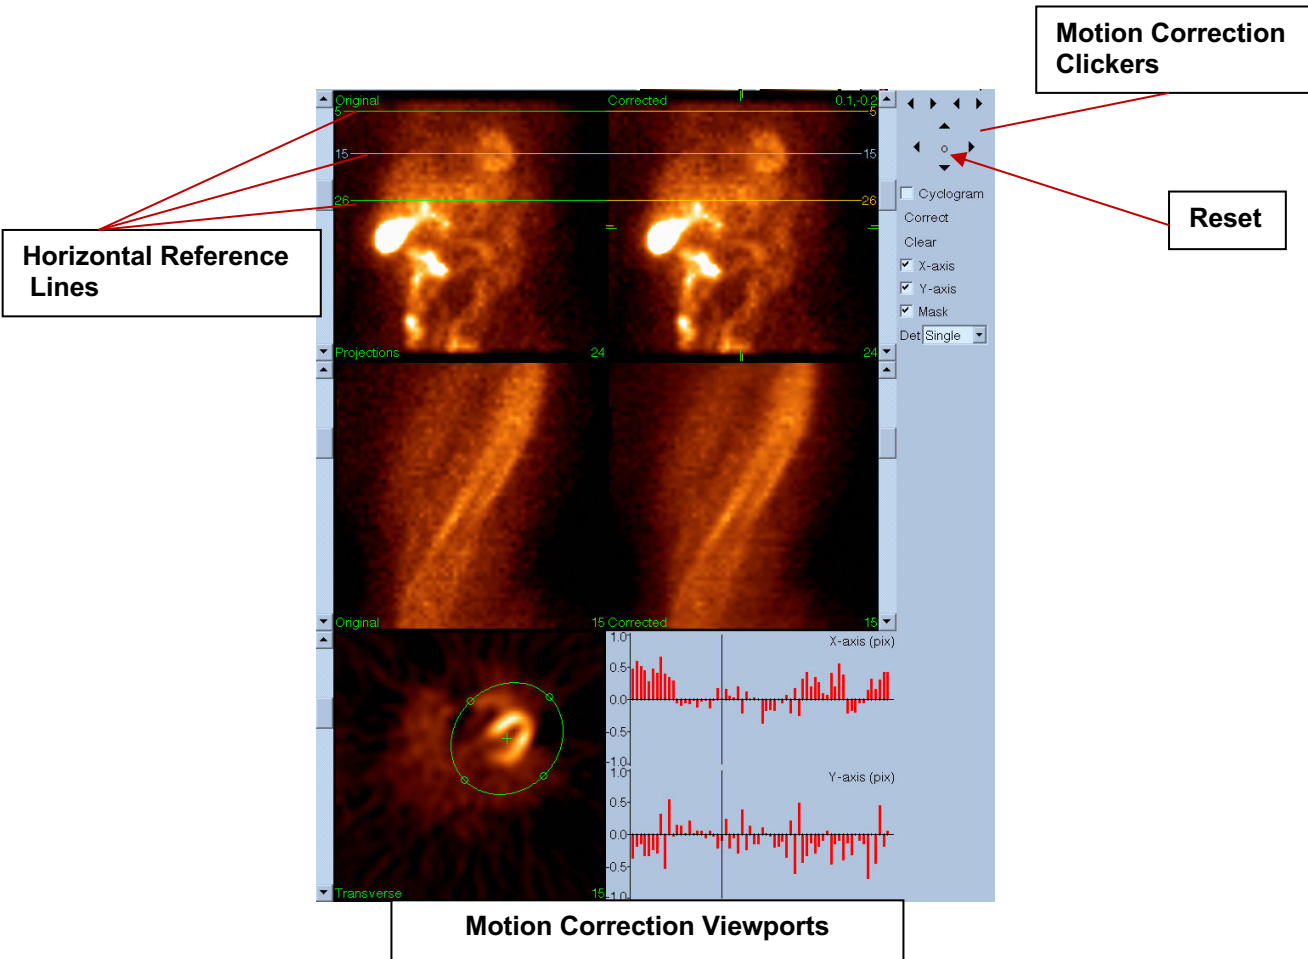 Motion Correction
Clickers
Original
Corrected
0.1,-0.2
5
5
15
15
26
26
Cyclogram
Correct
Reset
Clear
Horizontal Reference
Lines
X-axis
Y-axis
Mask
Det Single
Projections
24
24
Original
15
Corrected
15
X-axis (pix)
1.0
0.5
0.0
-0.5
-1.0
Y-axis (pix)
1.0
0.5
0.0
-0.5
-1.0
Transverse
15
Motion Correction Viewports